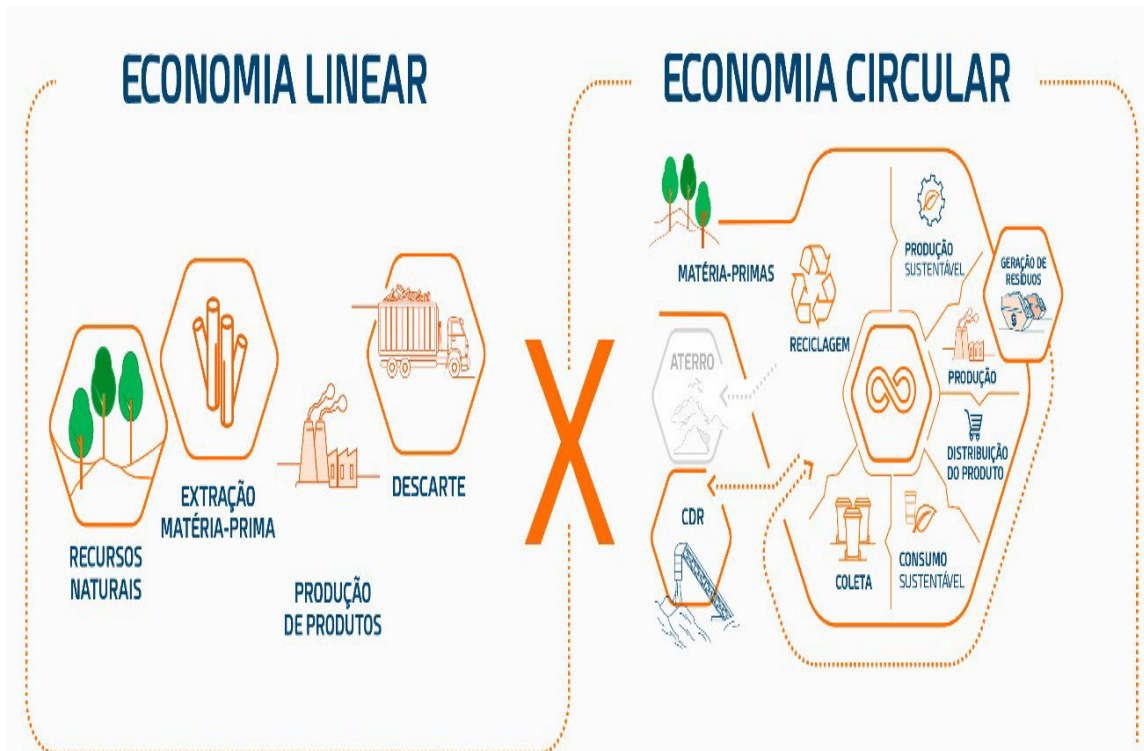 ECONOMIA LINEAR
RECURSOS
NATURAIS
EXTRAÇÃO
MATÉRIA-PRIMA
PRODUÇÃO
DE PRODUTOS
DESCARTE
X
ECONOMIA CIRCULAR
MATÉRIA-PRIMAS
PRODUÇÃO
SUSTENTÁVEL
GERAÇÃO DE
RESÍDUOS
RECICLAGEM
PRODUÇÃO
ATERRO
DISTRIBUIÇÃO
DO PRODUTO
CDR
COLETA
CONSUMO
SUSTENTÁVEL